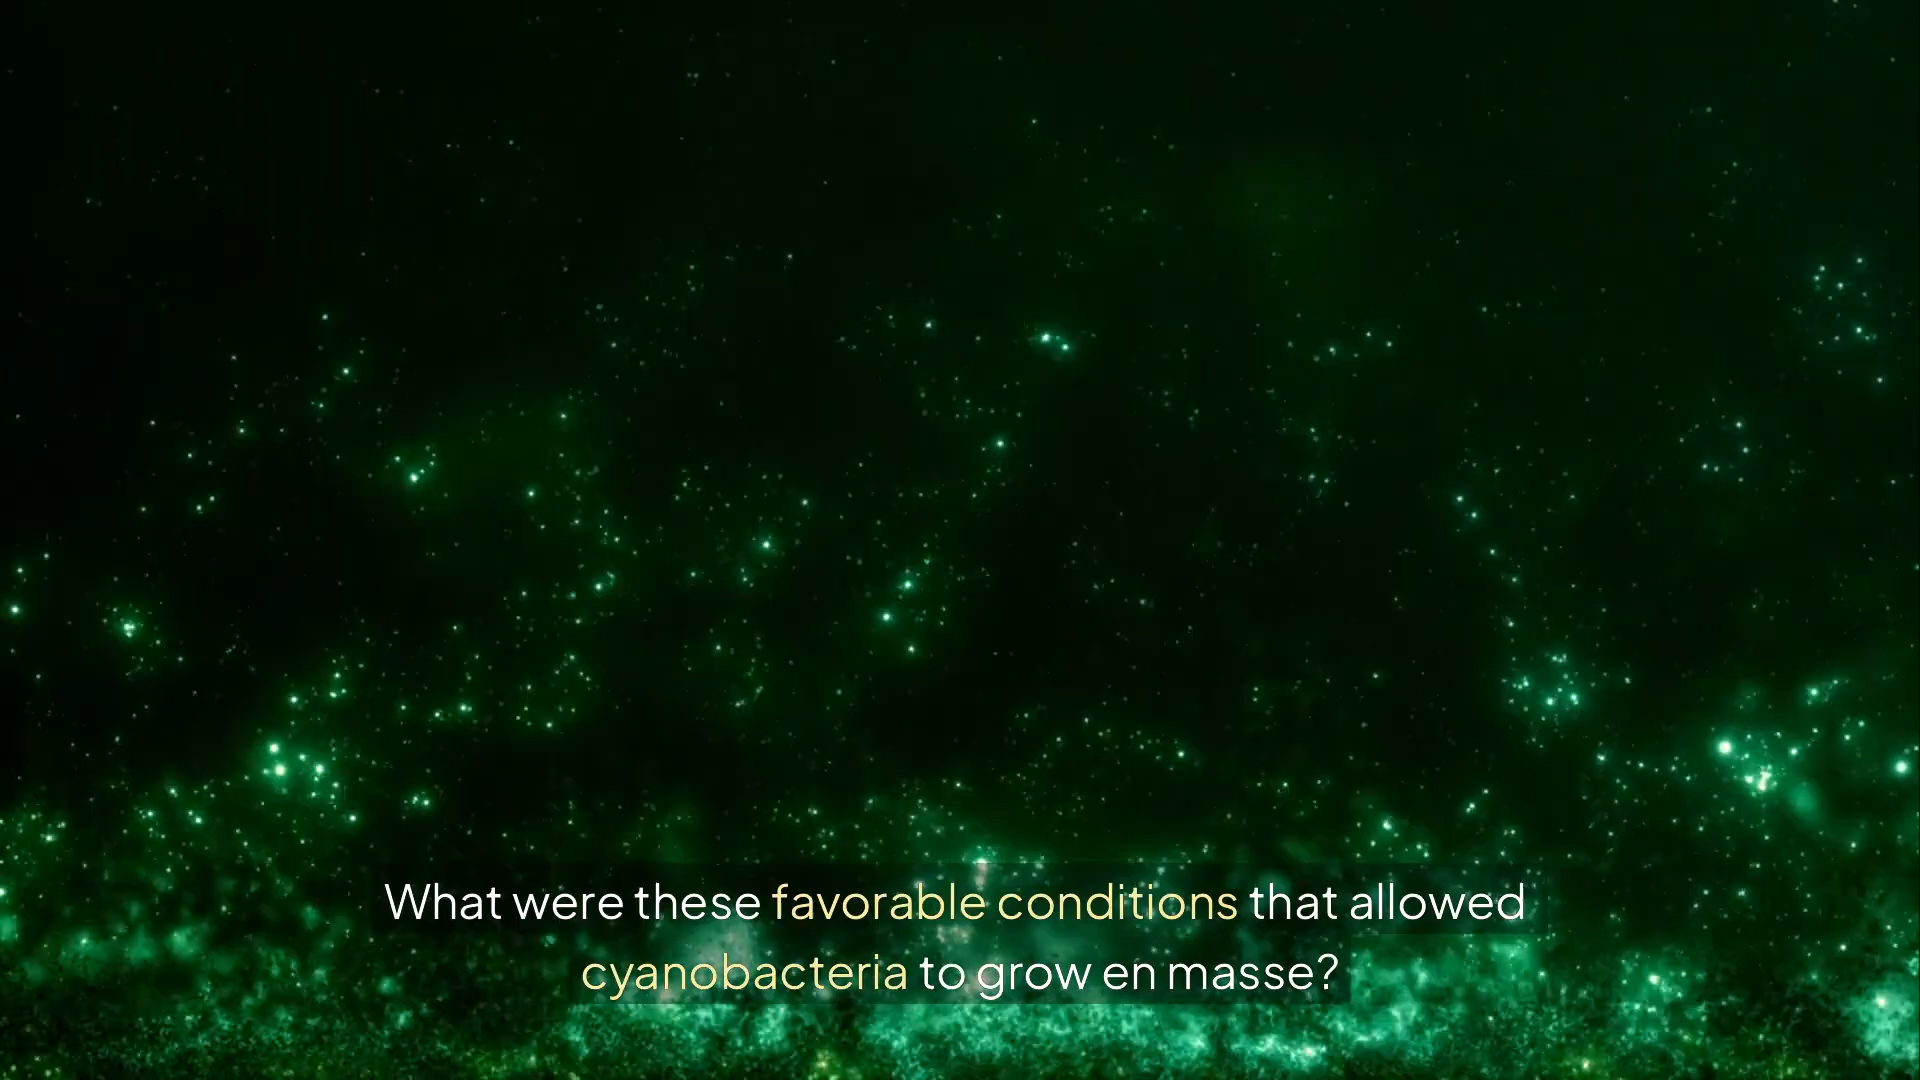 What were these favorable conditions that allowed
cyanobacteria to grow en masse?